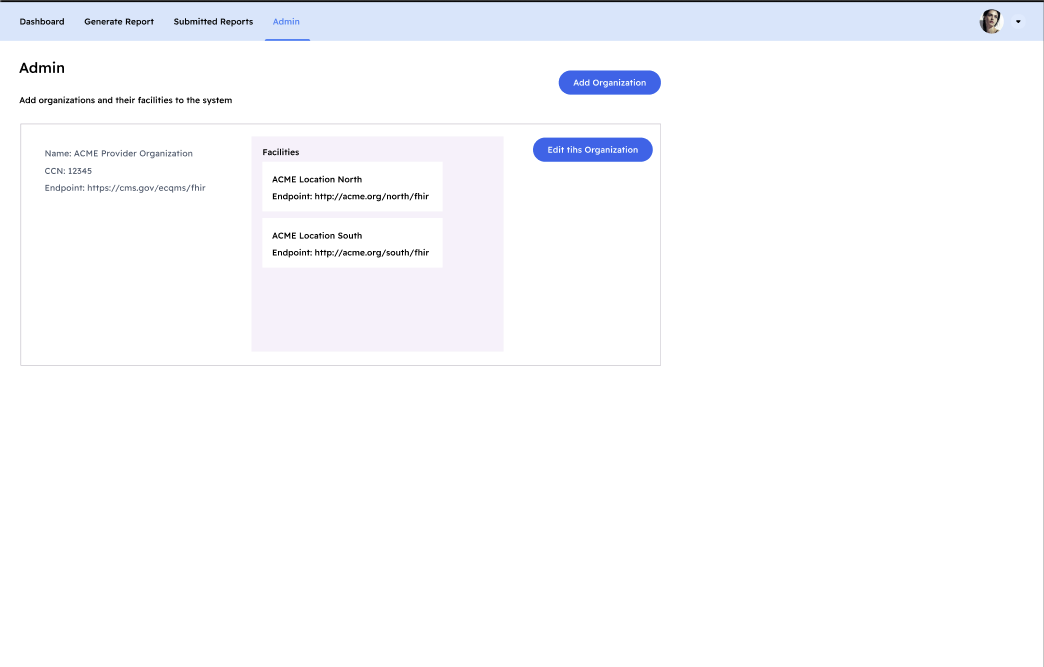 Dashboard Generate Report Submitted Reports Admin
Admin
Add Organization
Add organizations and their facilities to the system
Name: ACME Provider Organization
CCN: 12345
Endpoint: https://cms.gov/ecqms/fhir
Facilities
ACME Location North
Endpoint: http://acme.org/north/fhir
ACME Location South
Endpoint: http://acme.org/south/fhir
Edit tihs Organization